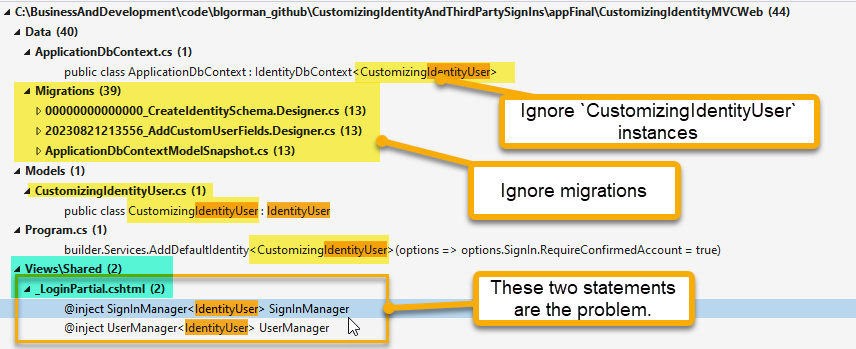 C:\BusinessAndDevelopment\code\blgorman_github\CustomizingIdentityAndThirdPartySignIns\appFinal\CustomizingIdentityMVCWeb (44)
Data (40)
ApplicationDbContext.cs (1)
public class ApplicationDbContext : IdentityDbContext<CustomizingIdentityUser>
Migrations (39)
00000000000000_CreateIdentitySchema.Designer.cs (13)
20230821213556_AddCustomUserFields.Designer.cs (13)
ApplicationDbContextModelSnapshot.cs (13)
Ignore `CustomizingIdentityUser`
instances
Ignore migrations
Models (1)
CustomizingIdentityUser.cs (1)
public class CustomizingIdentityUser : IdentityUser
Program.cs (1)
builder.Services.AddDefaultIdentity<CustomizingIdentityUser>(options => options.SignIn.RequireConfirmedAccount = true)
Views\Shared (2)
_LoginPartial.cshtml (2)
@inject SignInManager<IdentityUser> SignInManager
@inject UserManager<IdentityUser> UserManager
These two statements
are the problem.